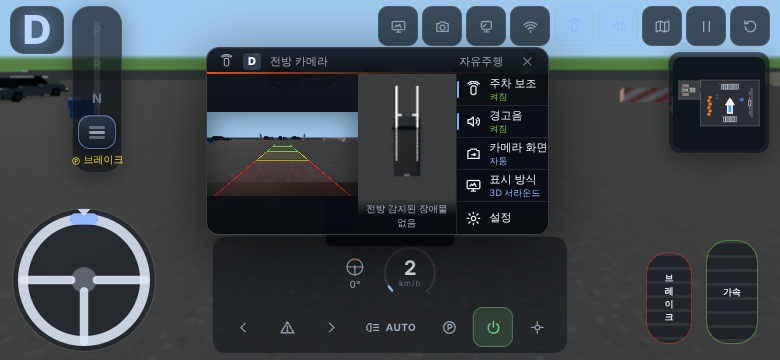 D
P
R
N
브레이크
D 전방 카메라
자유주행
전방 감지된 장애물
없음
주차 보조
켜짐
경고음
켜짐
카메라 화면
자동
표시 방식
3D 서라운드
설정
0°
2
km/h
AUTO
P
브레이크
가속